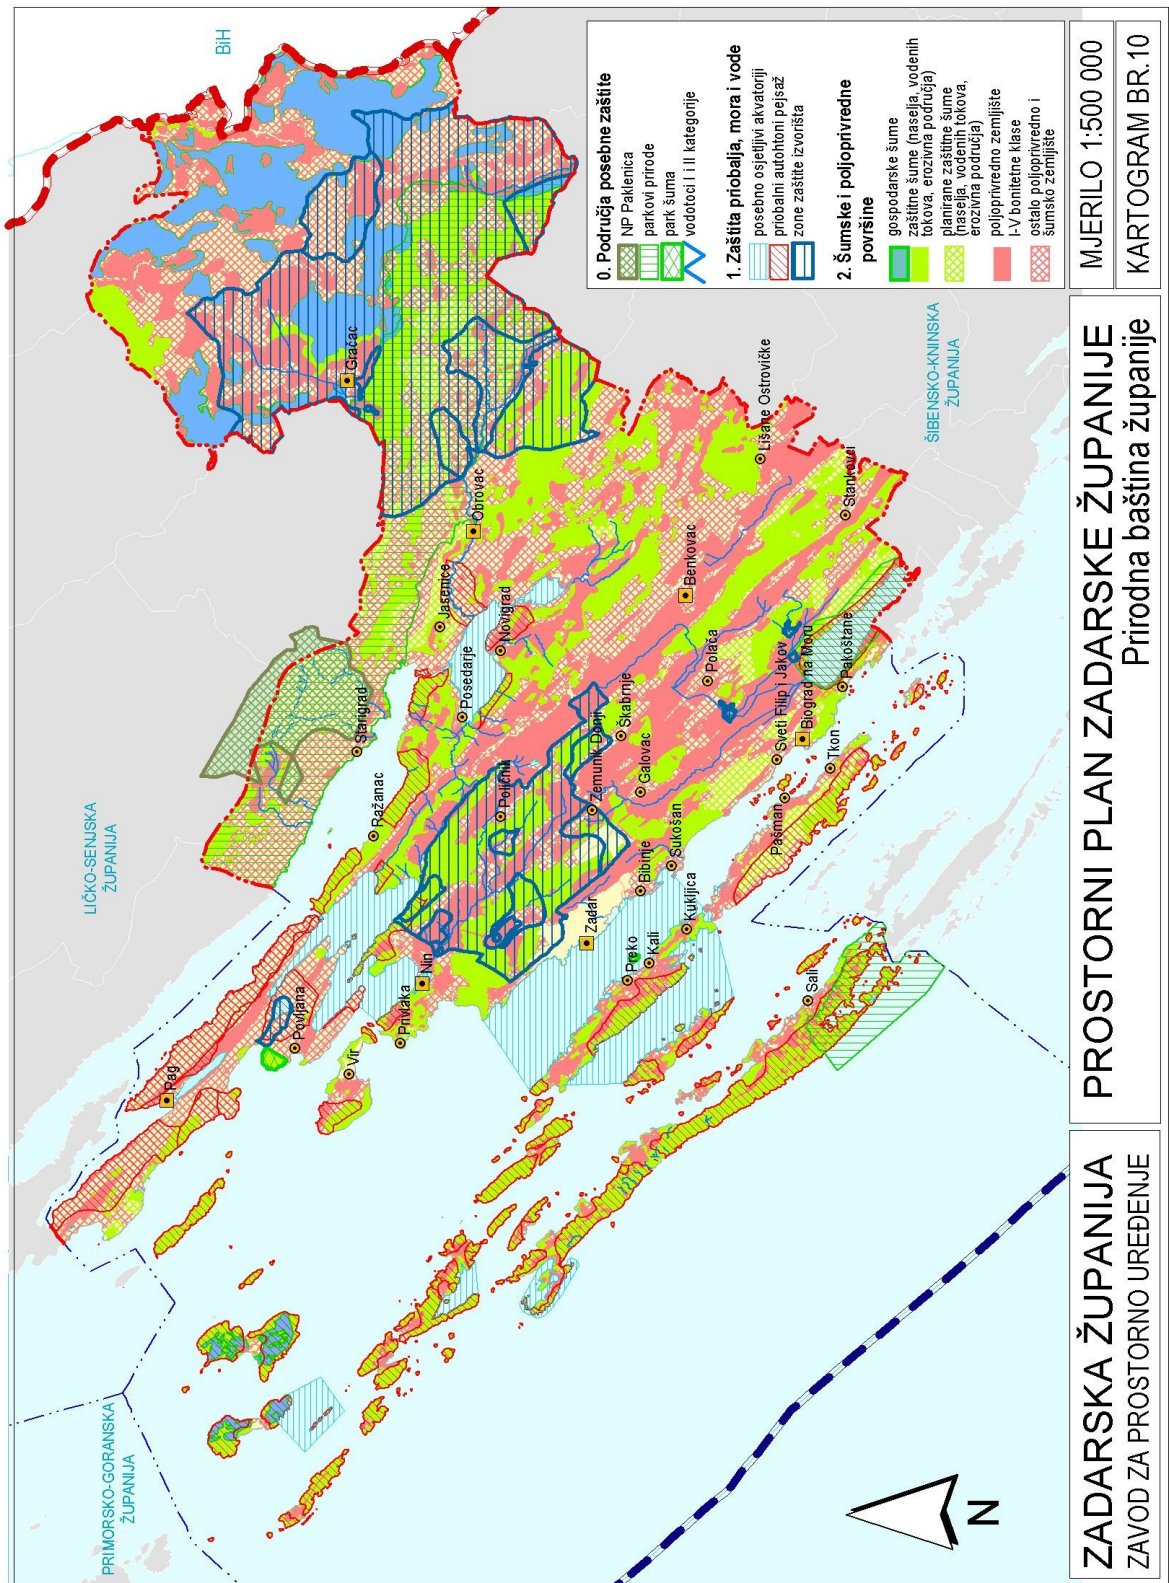 LIČKO-SENJSKA
ŽUPANIJA
BiH
PRIMORSKO-GORANSKA
ŽUPANIJA
ŠIBENSKO-KNINSKA
ŽUPANIJA
Pag
Povljana
Vir
Privlaka
Nin
Ražanac
Starigrad
Jasenice
Obrovac
Gračac
Posedarje
Novigrad
Poličnik
Zemunik Donji
Škabrnje
Galovac
Zadar
Bibinje
Sukošan
Preko
Kali
Kukljica
Polača
Benkovac
Lišane Ostrovičke
Stankovci
Sveti Filip i Jakov
Biograd na Moru
Pakoštane
Pašman
Tkon
Sali
N
0. Područja posebne zaštite
NP Paklenica
parkovi prirode
park šuma
vodotoci I i II kategorije
1. Zaštita priobalja, mora i vode
posebno osjetljivi akvatoriji
priobalni autohtoni pejsaž
zone zaštite izvorišta
2. Šumske i poljoprivredne
površine
gospodarske šume
zaštitne šume (naselja, vodenih
tokova, erozivna područja)
planirane zaštitne šume
(naselja, vodenih tokova,
erozivna područja)
poljoprivredno zemljište
I-V bonitetne klase
ostalo poljoprivredno i
šumsko zemljište
ZADARSKA ŽUPANIJA
ZAVOD ZA PROSTORNO UREĐENJE
PROSTORNI PLAN ZADARSKE ŽUPANIJE
Prirodna baština županije
MJERILO 1:500 000
KARTOGRAM BR.10